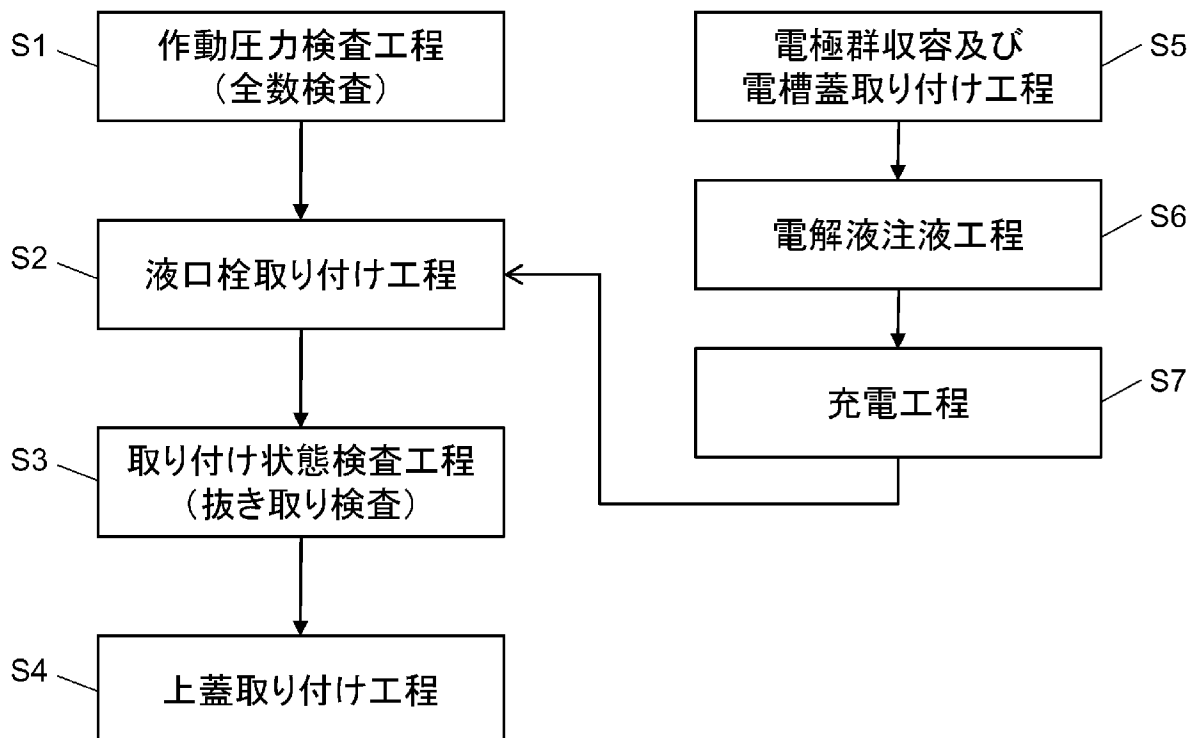 S1
作動圧力検査工程
（全数検査）
S2
液口栓取り付け工程
S3
取り付け状態検査工程
（抜き取り検査）
S4
上蓋取り付け工程
電極群収容及び
電槽蓋取り付け工程
S5
電解液注液工程
S6
充電工程
S7